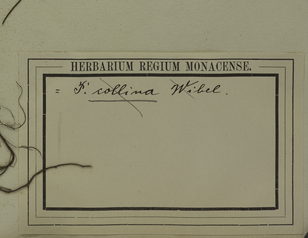 HERBARIUM REGIUM MONACENSE.
= P. collina Wibel.